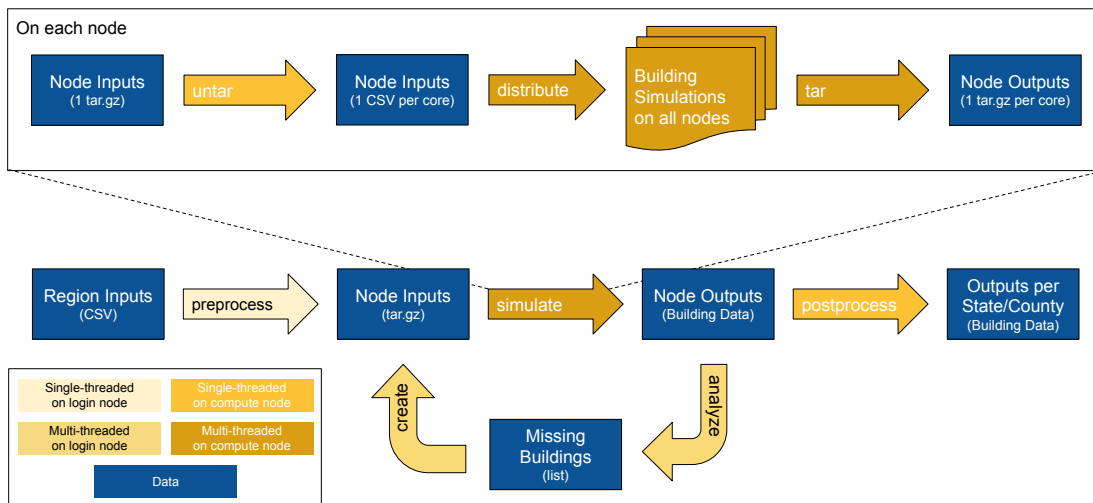 On each node
Node Inputs
(1 tar.gz)
untar
Node Inputs
(1 CSV per core)
distribute
Building
Simulations
on all nodes
tar
Node Outputs
(1 tar.gz per core)
Region Inputs
(CSV)
preprocess
Node Inputs
(tar.gz)
simulate
Node Outputs
(Building Data)
postprocess
Outputs per
State/County
(Building Data)
create
Missing
Buildings
(list)
analyze
Single-threaded
on login node
Single-threaded
on compute node
Multi-threaded
on login node
Multi-threaded
on compute node
Data